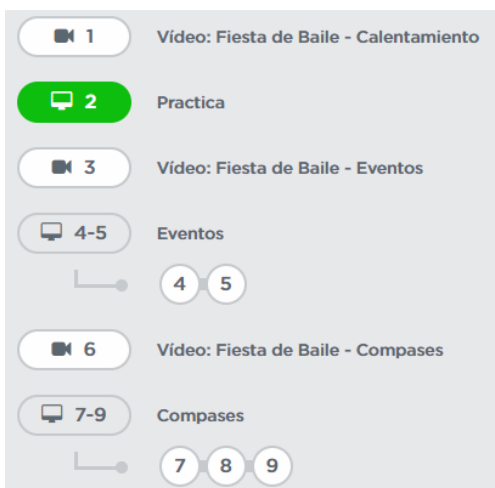 1 Vídeo: Fiesta de Baile - Calentamiento
2 Practica
3 Vídeo: Fiesta de Baile - Eventos
4-5 Eventos
4 5
6 Vídeo: Fiesta de Baile - Compases
7-9 Compases
7 8 9